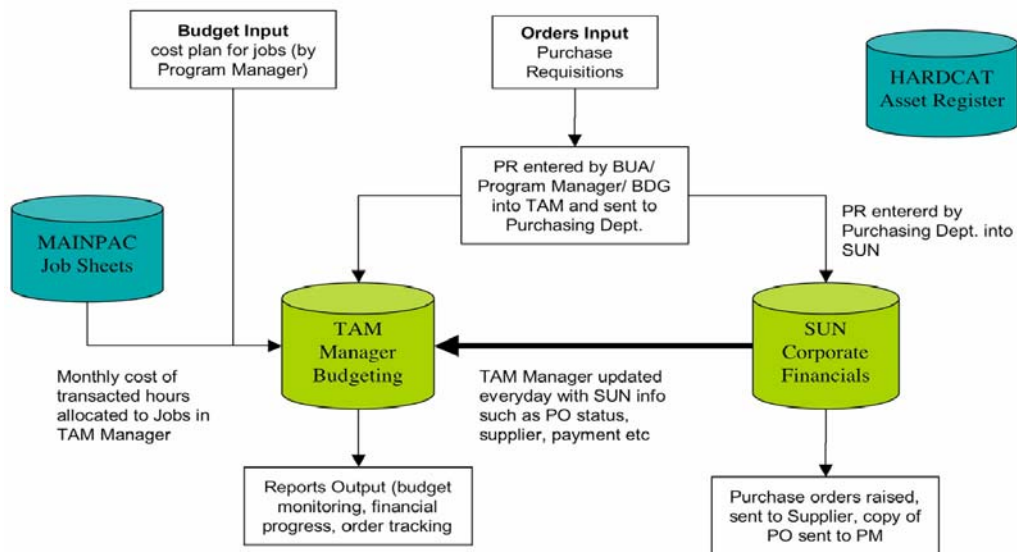 Budget Input
cost plan for jobs (by
Program Manager)
Orders Input
Purchase
Requisitions
HARDCAT
Asset Register
PR entered by BUA/
Program Manager/ BDG
into TAM and sent to
Purchasing Dept.
PR enterered by
Purchasing Dept. into
SUN
MAINPAC
Job Sheets
TAM
Manager
Budgeting
SUN
Corporate
Financials
Monthly cost of
transacted hours
allocated to Jobs in
TAM Manager
TAM Manager updated
everyday with SUN info
such as PO status,
supplier, payment etc
Reports Output (budget
monitoring, financial
progress, order tracking
Purchase orders raised,
sent to Supplier, copy of
PO sent to PM